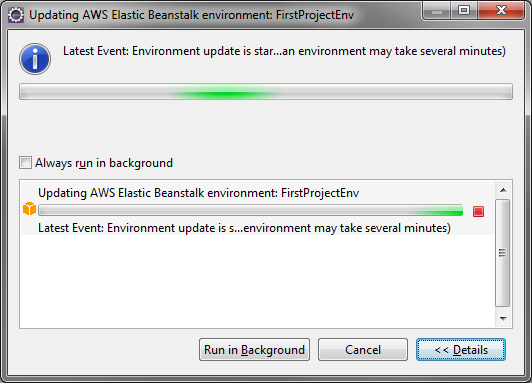 Updating AWS Elastic Beanstalk environment: FirstProjectEnv
Latest Event: Environment update is star...an environment may take several minutes)
Always run in background
Updating AWS Elastic Beanstalk environment: FirstProjectEnv
Latest Event: Environment update is s...environment may take several minutes)
Run in Background
Cancel
<< Details